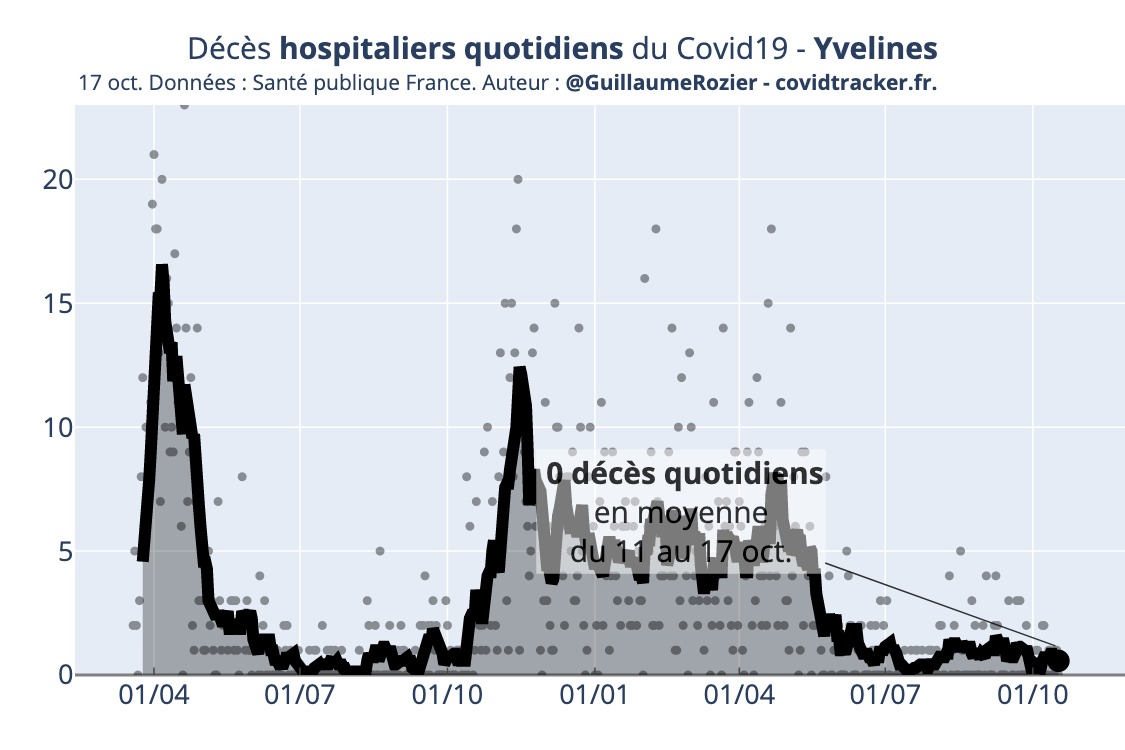 Décès hospitaliers quotidiens du Covid19 - Yvelines
17 oct. Données : Santé publique France. Auteur : @GuillaumeRozier - covidtracker.fr.
20
15
10
5
0
0 décès quotidiens
en moyenne
du 11 au 17 oct.
01/04 01/07 01/10 01/01 01/04 01/07 01/10